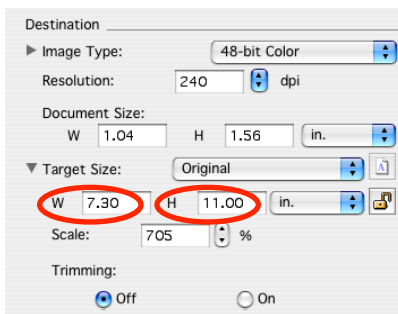 Destination
Image Type: 48-bit Color
Resolution: 240 dpi
Document Size:
W 1.04 H 1.56 in.
Target Size: Original A
W 7.30 H 11.00 in.
Scale: 705 %
Trimming:
Off On